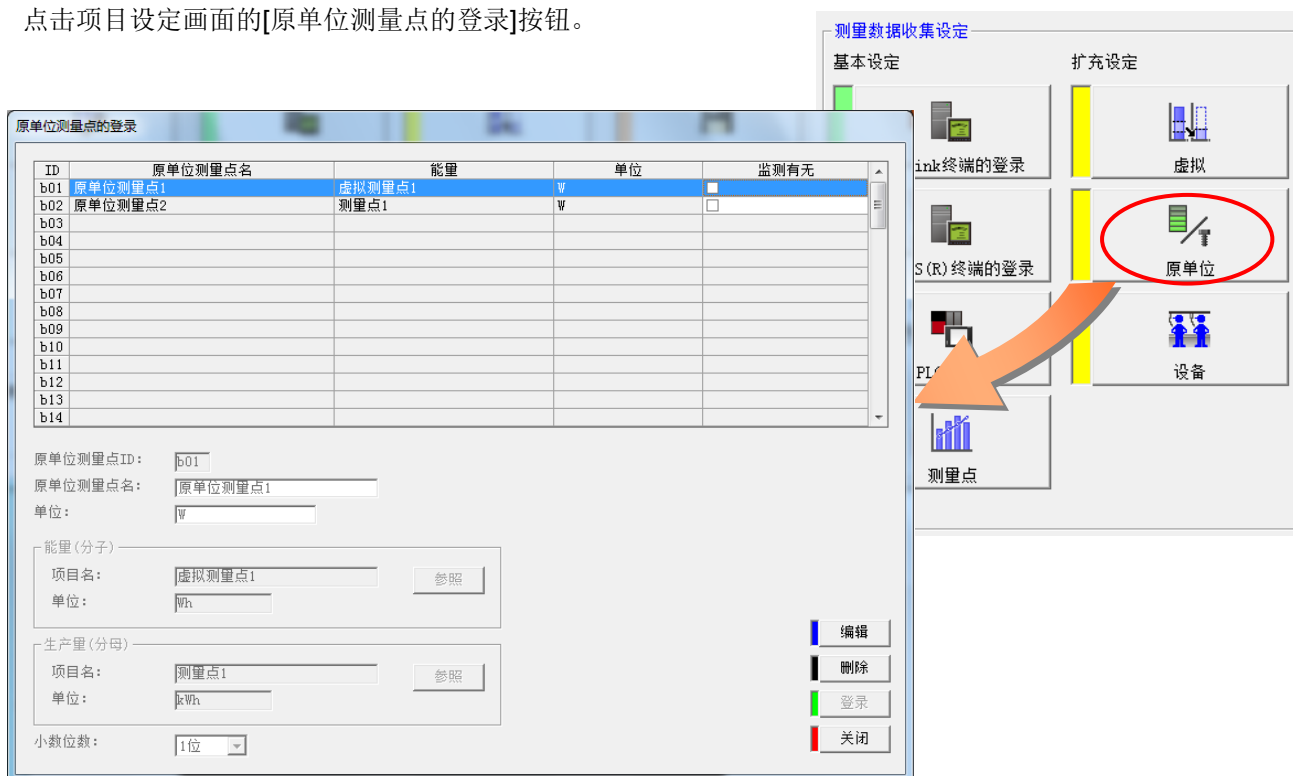 点击项目设定画面的[原单位测量点的登录]按钮。
测量数据收集设定
基本设定 扩充设定
ink终端的登录 虚拟
S(R)终端的登录 原单位
PL 设备
测量点
原单位测量点的登录
ID 原单位测量点名 能量 单位 监测有无
b01 原单位测量点1 虚拟测量点1 W
b02 原单位测量点2 测量点1 W
b03
b04
b05
b06
b07
b08
b09
b10
b11
b12
b13
b14
原单位测量点ID: b01
原单位测量点名: 原单位测量点1
单位: W
能量(分子)
项目名: 虚拟测量点1 参照
单位: Wh
生产量(分母)
项目名: 测量点1 参照
单位: kWh
小数位数: 1位
编辑
删除
登录
关闭